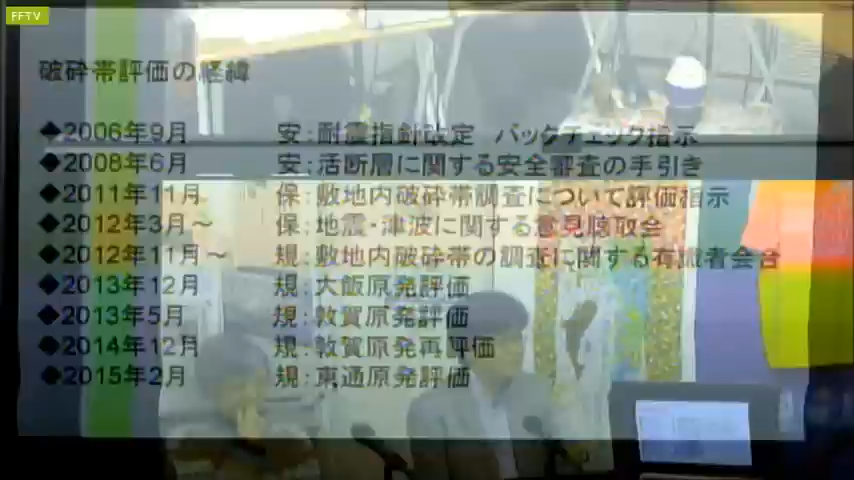 FFTV
破砕帯評価の経緯
◆2006年9月 安:耐震指針改定 バックチェック指示
◆2008年6月 安:活断層に関する安全審査の手引き
◆2011年11月 保:敷地内破砕帯調査について評価指示
◆2012年3月～ 保:地震・津波に関する意見聴取会
◆2012年11月～ 規:敷地内破砕帯の調査に関する有識者会合
◆2013年12月 規:大飯原発評価
◆2013年5月 規:敦賀原発評価
◆2014年12月 規:敦賀原発再評価
◆2015年2月 規:東通原発評価